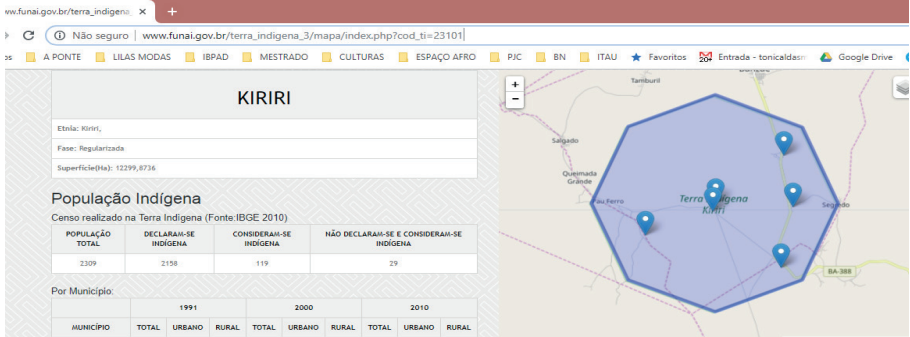 ww.funai.gov.br/terra_indigena_ × +
Não seguro | www.funai.gov.br/terra_indigena_3/mapa/index.php?cod_ti=23101
os A PONTE LILAS MODAS IBPAD MESTRADO CULTURAS ESPAÇO AFRO PJC BN ITAU Favoritos Entrada - tonicaldasn Google Drive
KIRIRI
Etnia: Kiriri,
Fase: Regularizada
Superfície(Ha): 12299,8736
População Indígena
Censo realizado na Terra Indígena (Fonte:IBGE 2010)
POPULAÇÃO TOTAL DECLARAM-SE INDÍGENA CONSIDERAM-SE INDÍGENA NÃO DECLARAM-SE E CONSIDERAM-SE INDÍGENA
2309 2158 119 29
Por Município:
1991 2000 2010
MUNICÍPIO TOTAL URBANO RURAL TOTAL URBANO RURAL TOTAL URBANO RURAL
+
-
Tamburil
Salgado
Queimada Grande
Pau Ferro
Terra Indígena Kiriri
Segredo
BA-388